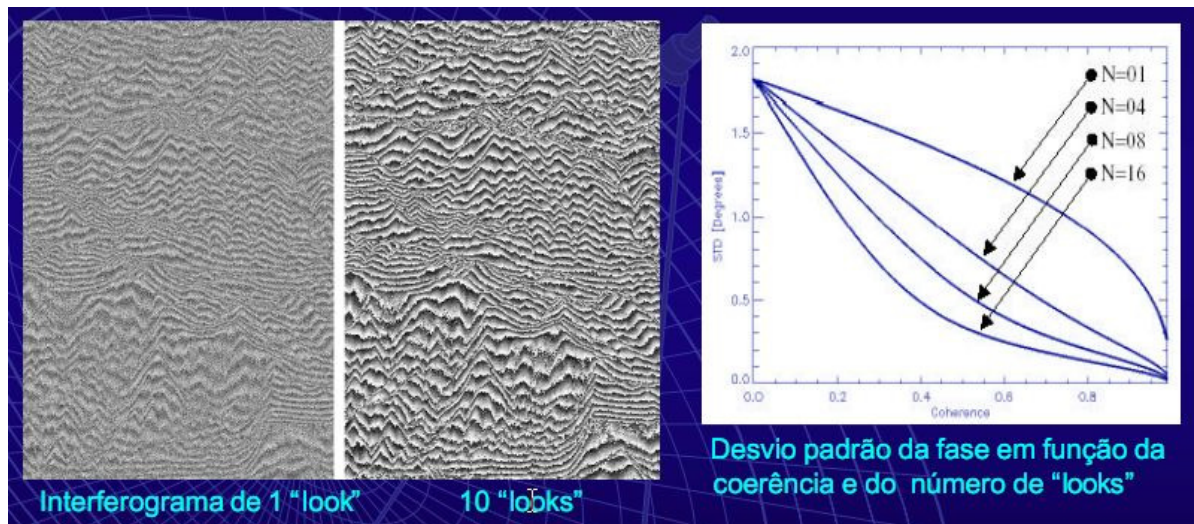 2.0
1.5
1.0
0.5
0.0
STD [Degrees]
0.0 0.2 0.4 0.6 0.8
Coherence
N=01
N=04
N=08
N=16
Interferograma de 1 “look”
10 “looks”
Desvio padrão da fase em função da
coerência e do número de “looks”